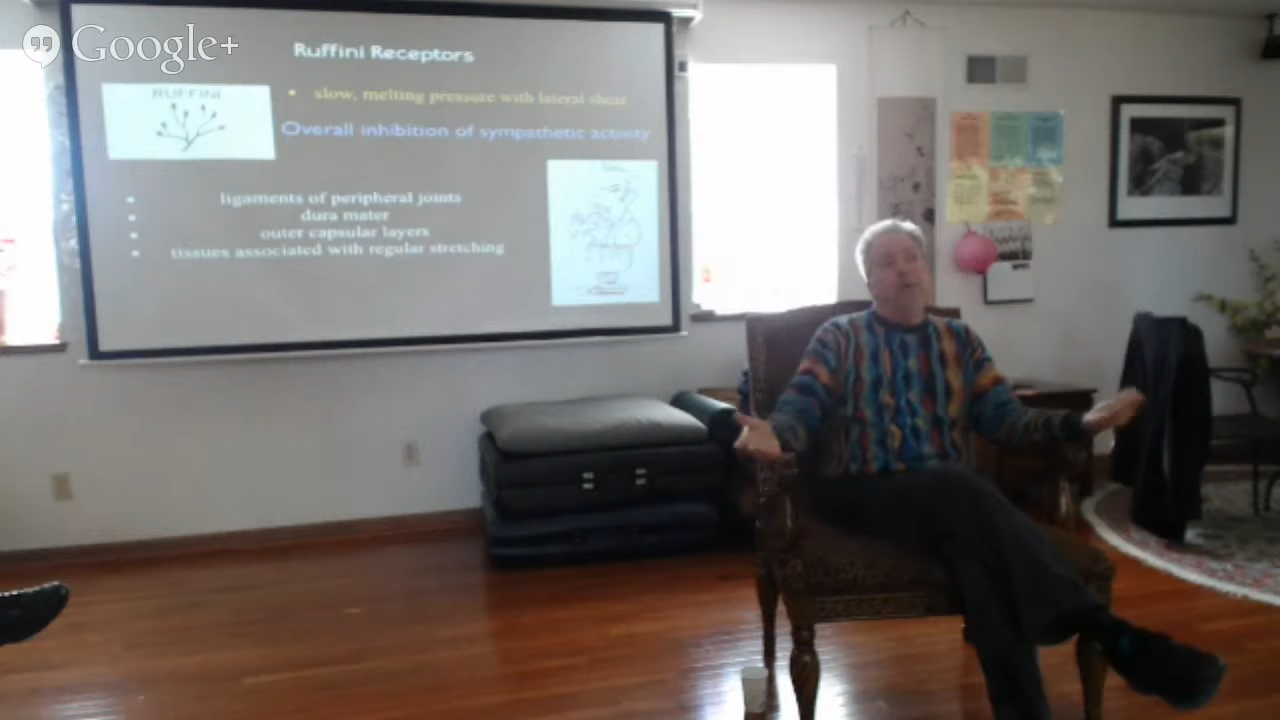 Google+
Ruffini Receptors
RUFFINI
• slow, melting pressure with lateral shear
Overall inhibition of sympathetic activity
• ligaments of peripheral joints
• dura mater
• outer capsular layers
• tissues associated with regular stretching